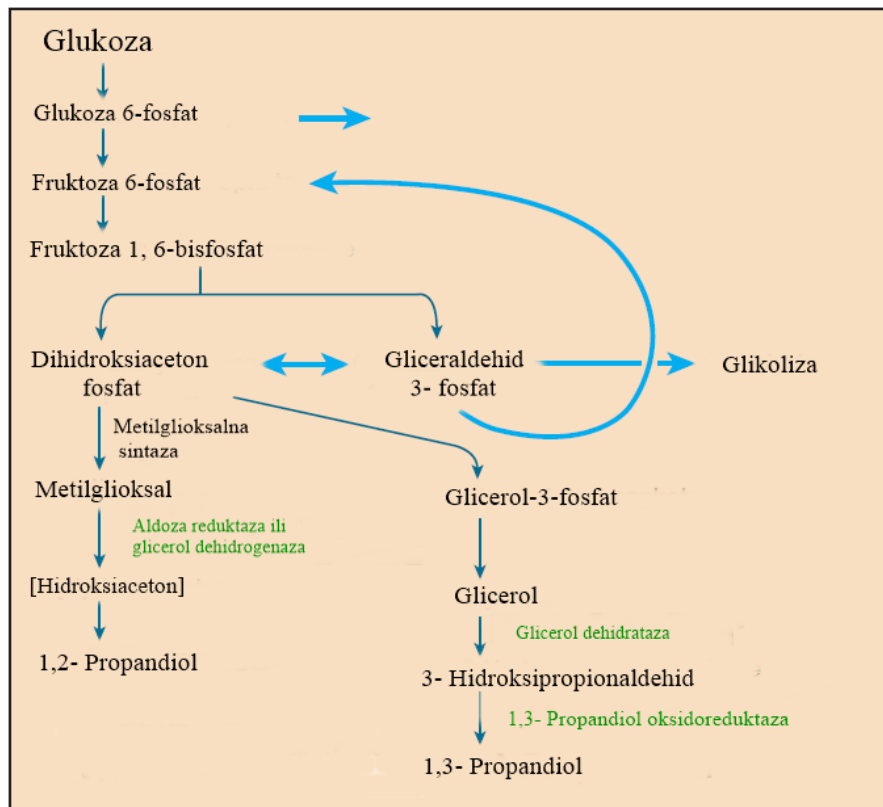 Glukoza
Glukoza 6-fosfat
Fruktoza 6-fosfat
Fruktoza 1, 6-bisfosfat
Dihidroksiaceton
fosfat
Gliceraldehid
3- fosfat
Glikoliza
Metilglioksalna
sintaza
Metilglioksal
Aldoza reduktaza ili
glicerol dehidrogenaza
[Hidroksiaceton]
1,2- Propandiol
Glicerol-3-fosfat
Glicerol
Glicerol dehidrataza
3- Hidroksipropionaldehid
1,3- Propandiol oksidoreduktaza
1,3- Propandiol